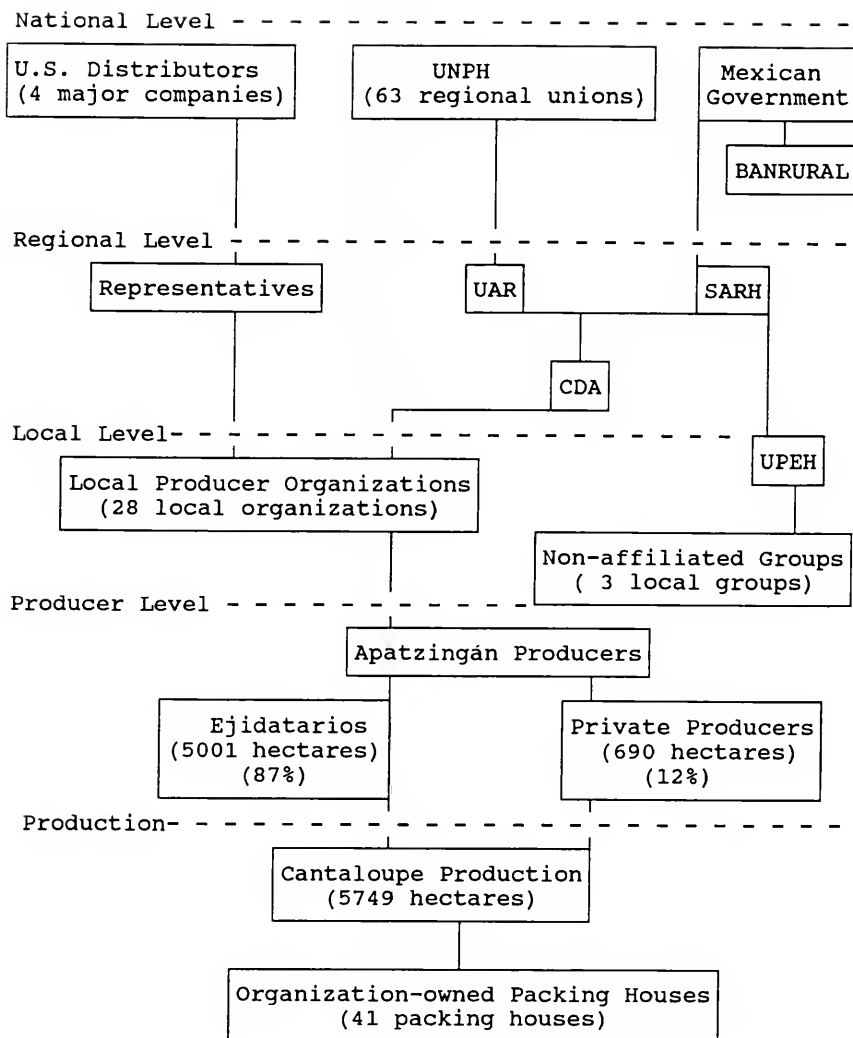 National Level
U.S. Distributors
(4 major companies)
UNPH
(63 regional unions)
Mexican
Government
BANRURAL
Regional Level
Representatives
UAR
SARH
CDA
Local Level
UPEH
Local Producer Organizations
(28 local organizations)
Non-affiliated Groups
( 3 local groups)
Producer Level
Apatzingán Producers
Ejidatarios
(5001 hectares)
(87%)
Private Producers
(690 hectares)
(12%)
Production
Cantaloupe Production
(5749 hectares)
Organization-owned Packing Houses
(41 packing houses)